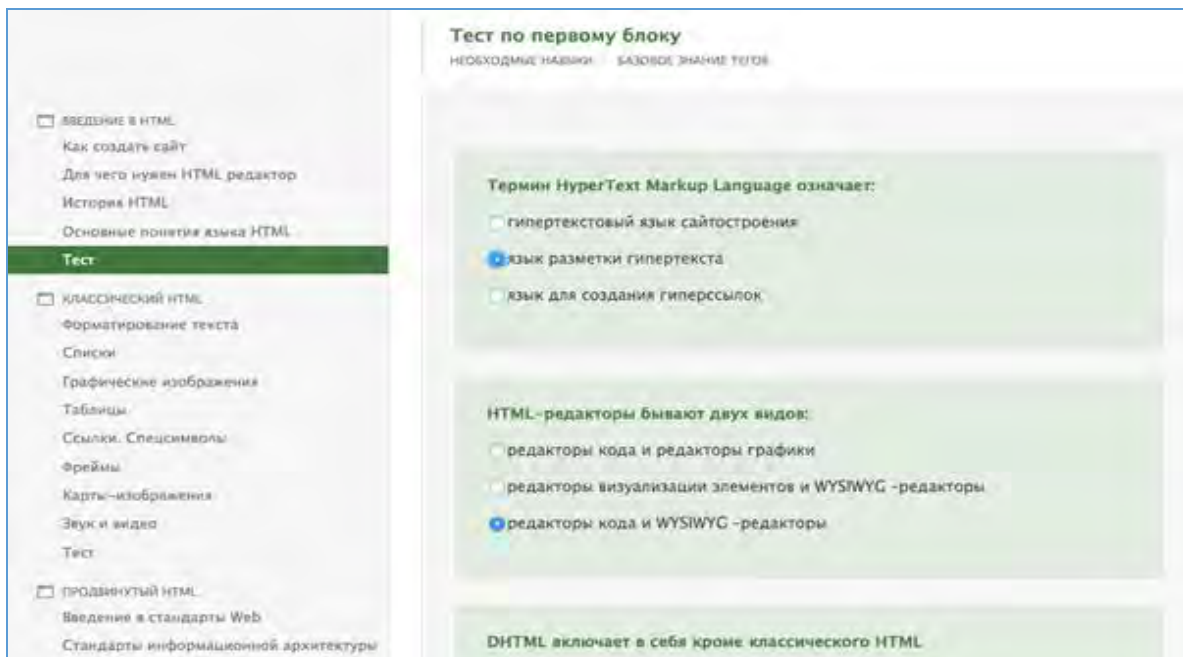 Тест по первому блоку
НЕОБХОДМЫЕ НАВЫКИ БАЗОВОЕ ЗНАНИЕ ТЕГОВ
ВВЕДЕНИЕ В HTML
Как создать сайт
Для чего нужен HTML редактор
История HTML
Основные понятия языка HTML
Тест
КЛАССИЧЕСКИЙ HTML
Форматирование текста
Списки
Графические изображения
Таблицы
Ссылки. Спецсимволы
Фреймы
Карты-изображения
Звук и видео
Тест
ПРОДВИНУТЫЙ HTML
Введение в стандарты Web
Стандарты информационной архитектуры
Термин HyperText Markup Language означает:
гипертекстовый язык сайтостроения
язык разметки гипертекста
язык для создания гиперссылок
HTML-редакторы бывают двух видов:
редакторы кода и редакторы графики
редакторы визуализации элементов и WYSIWYG -редакторы
редакторы кода и WYSIWYG -редакторы
DHTML включает в себя кроме классического HTML